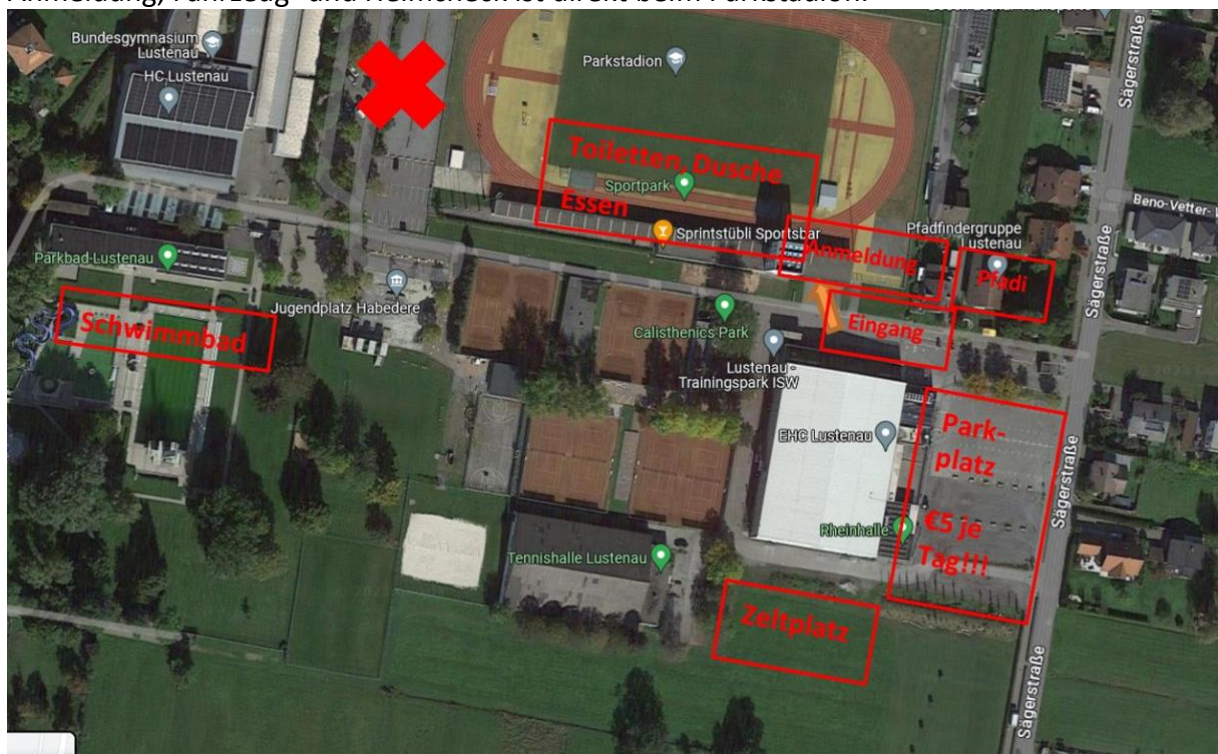 Anmeldung, Fahrzeug- und Helmcheck ist direkt beim Parkstadion.
Bundesgymnasium
Lustenau
HC Lustenau
Parkstadion
Sägerstraße
Toiletten, Dusche
Sportpark
Essen
Sprintstübli Sportsbar
Anmeldung
Pfadfindergruppe
Lustenau
Pfadi
Beno-Vetter-
Parkbad Lustenau
Jugendplatz Habedere
Schwimmbad
Calisthenics Park
Eingang
Sägerstraße
Lustenau -
Trainingspark ISW
EHC Lustenau
Park-
platz
€5 je
Tag!!!
Rheinhalle
Sägerstraße
Tennishalle Lustenau
Zeltplatz
Sägerstraße